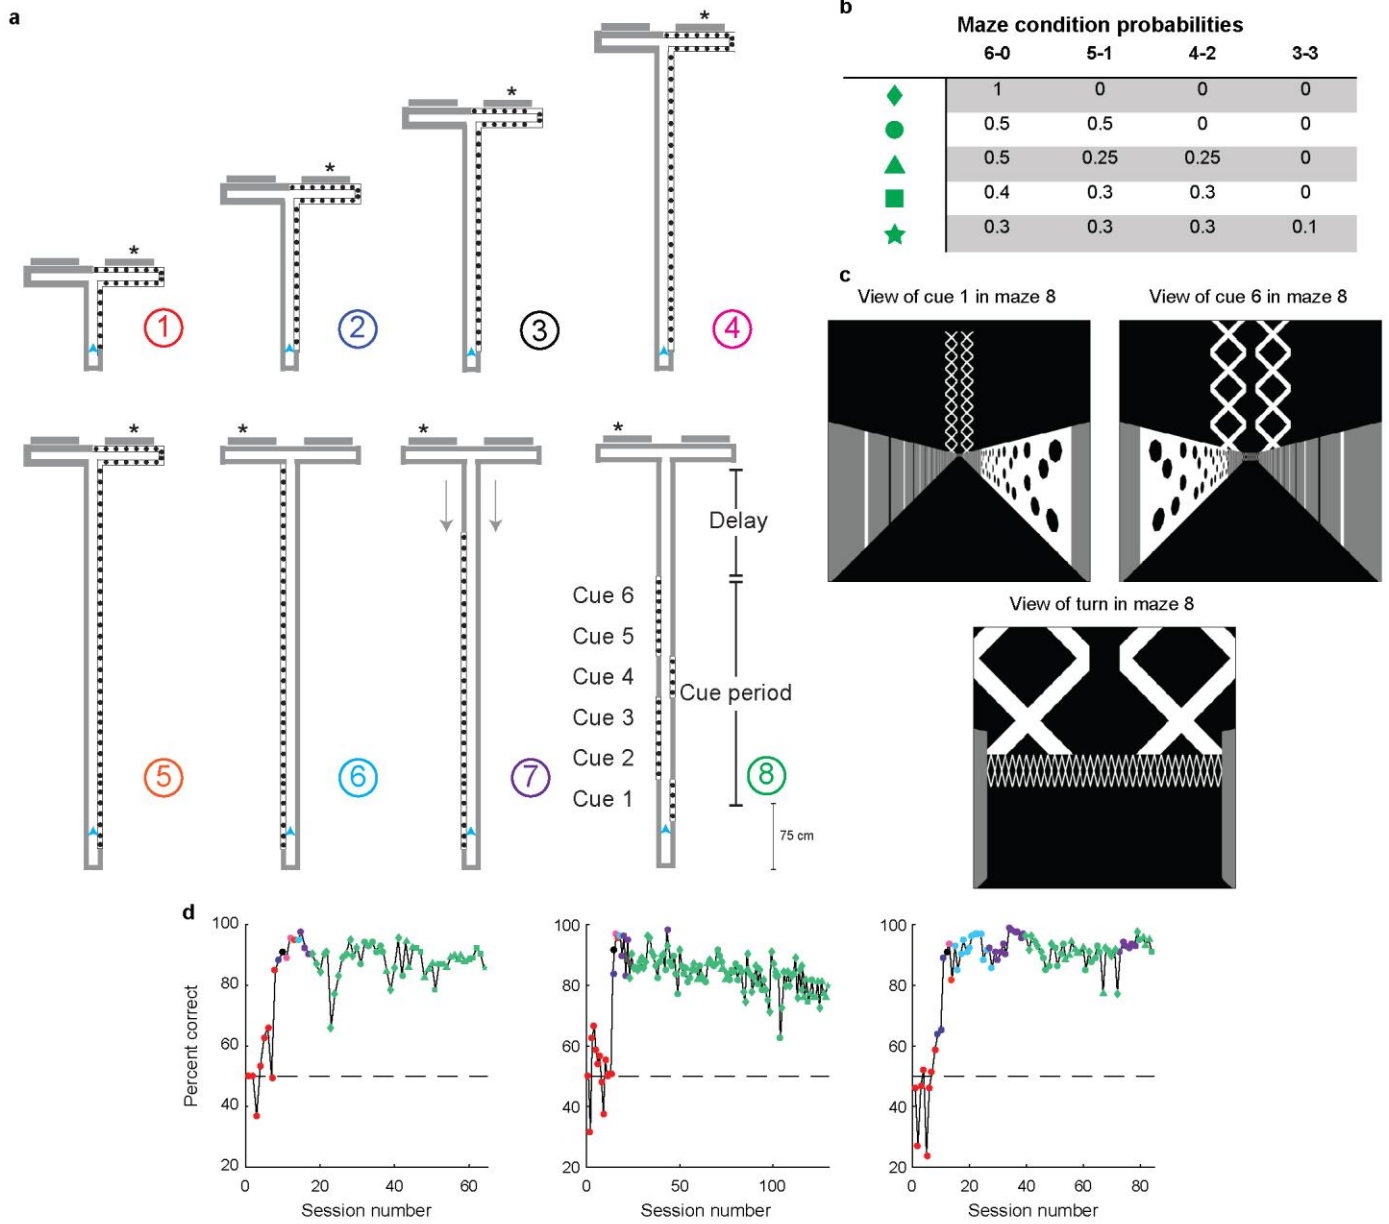 a
*
*
*
*
1
2
3
4
*
*
*
*
Delay
Cue 6
Cue 5
Cue 4
Cue period
Cue 3
Cue 2
Cue 1
5
6
7
8
75 cm
b
Maze condition probabilities
6-0 5-1 4-2 3-3
1 0 0 0
0.5 0.5 0 0
0.5 0.25 0.25 0
0.4 0.3 0.3 0
0.3 0.3 0.3 0.1
c
View of cue 1 in maze 8
View of cue 6 in maze 8
View of turn in maze 8
d
Percent correct
100
80
60
40
20
0 20 40 60
Session number
100
80
60
40
20
0 50 100
Session number
100
80
60
40
20
0 20 40 60 80
Session number